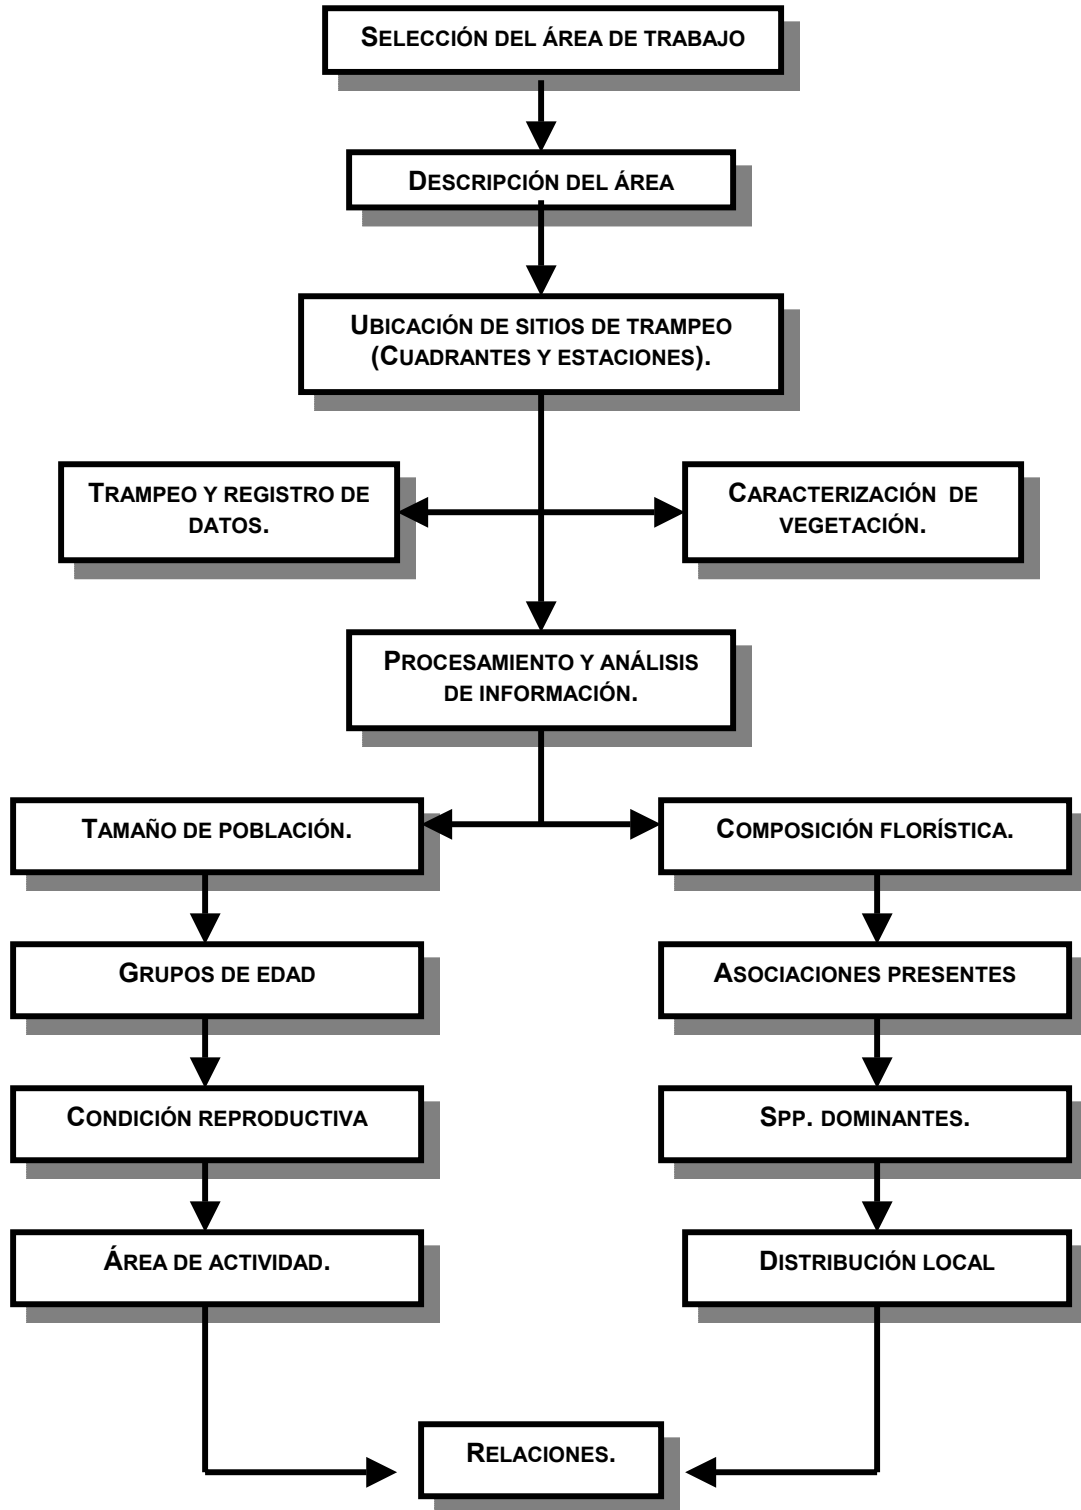 SELECCIÓN DEL ÁREA DE TRABAJO
DESCRIPCIÓN DEL ÁREA
UBICACIÓN DE SITIOS DE TRAMPEO
(CUADRANTES Y ESTACIONES).
TRAMPEO Y REGISTRO DE
DATOS.
CARACTERIZACIÓN DE
VEGETACIÓN.
PROCESAMIENTO Y ANÁLISIS
DE INFORMACIÓN.
TAMAÑO DE POBLACIÓN.
COMPOSICIÓN FLORÍSTICA.
GRUPOS DE EDAD
ASOCIACIONES PRESENTES
CONDICIÓN REPRODUCTIVA
SPP. DOMINANTES.
ÁREA DE ACTIVIDAD.
DISTRIBUCIÓN LOCAL
RELACIONES.